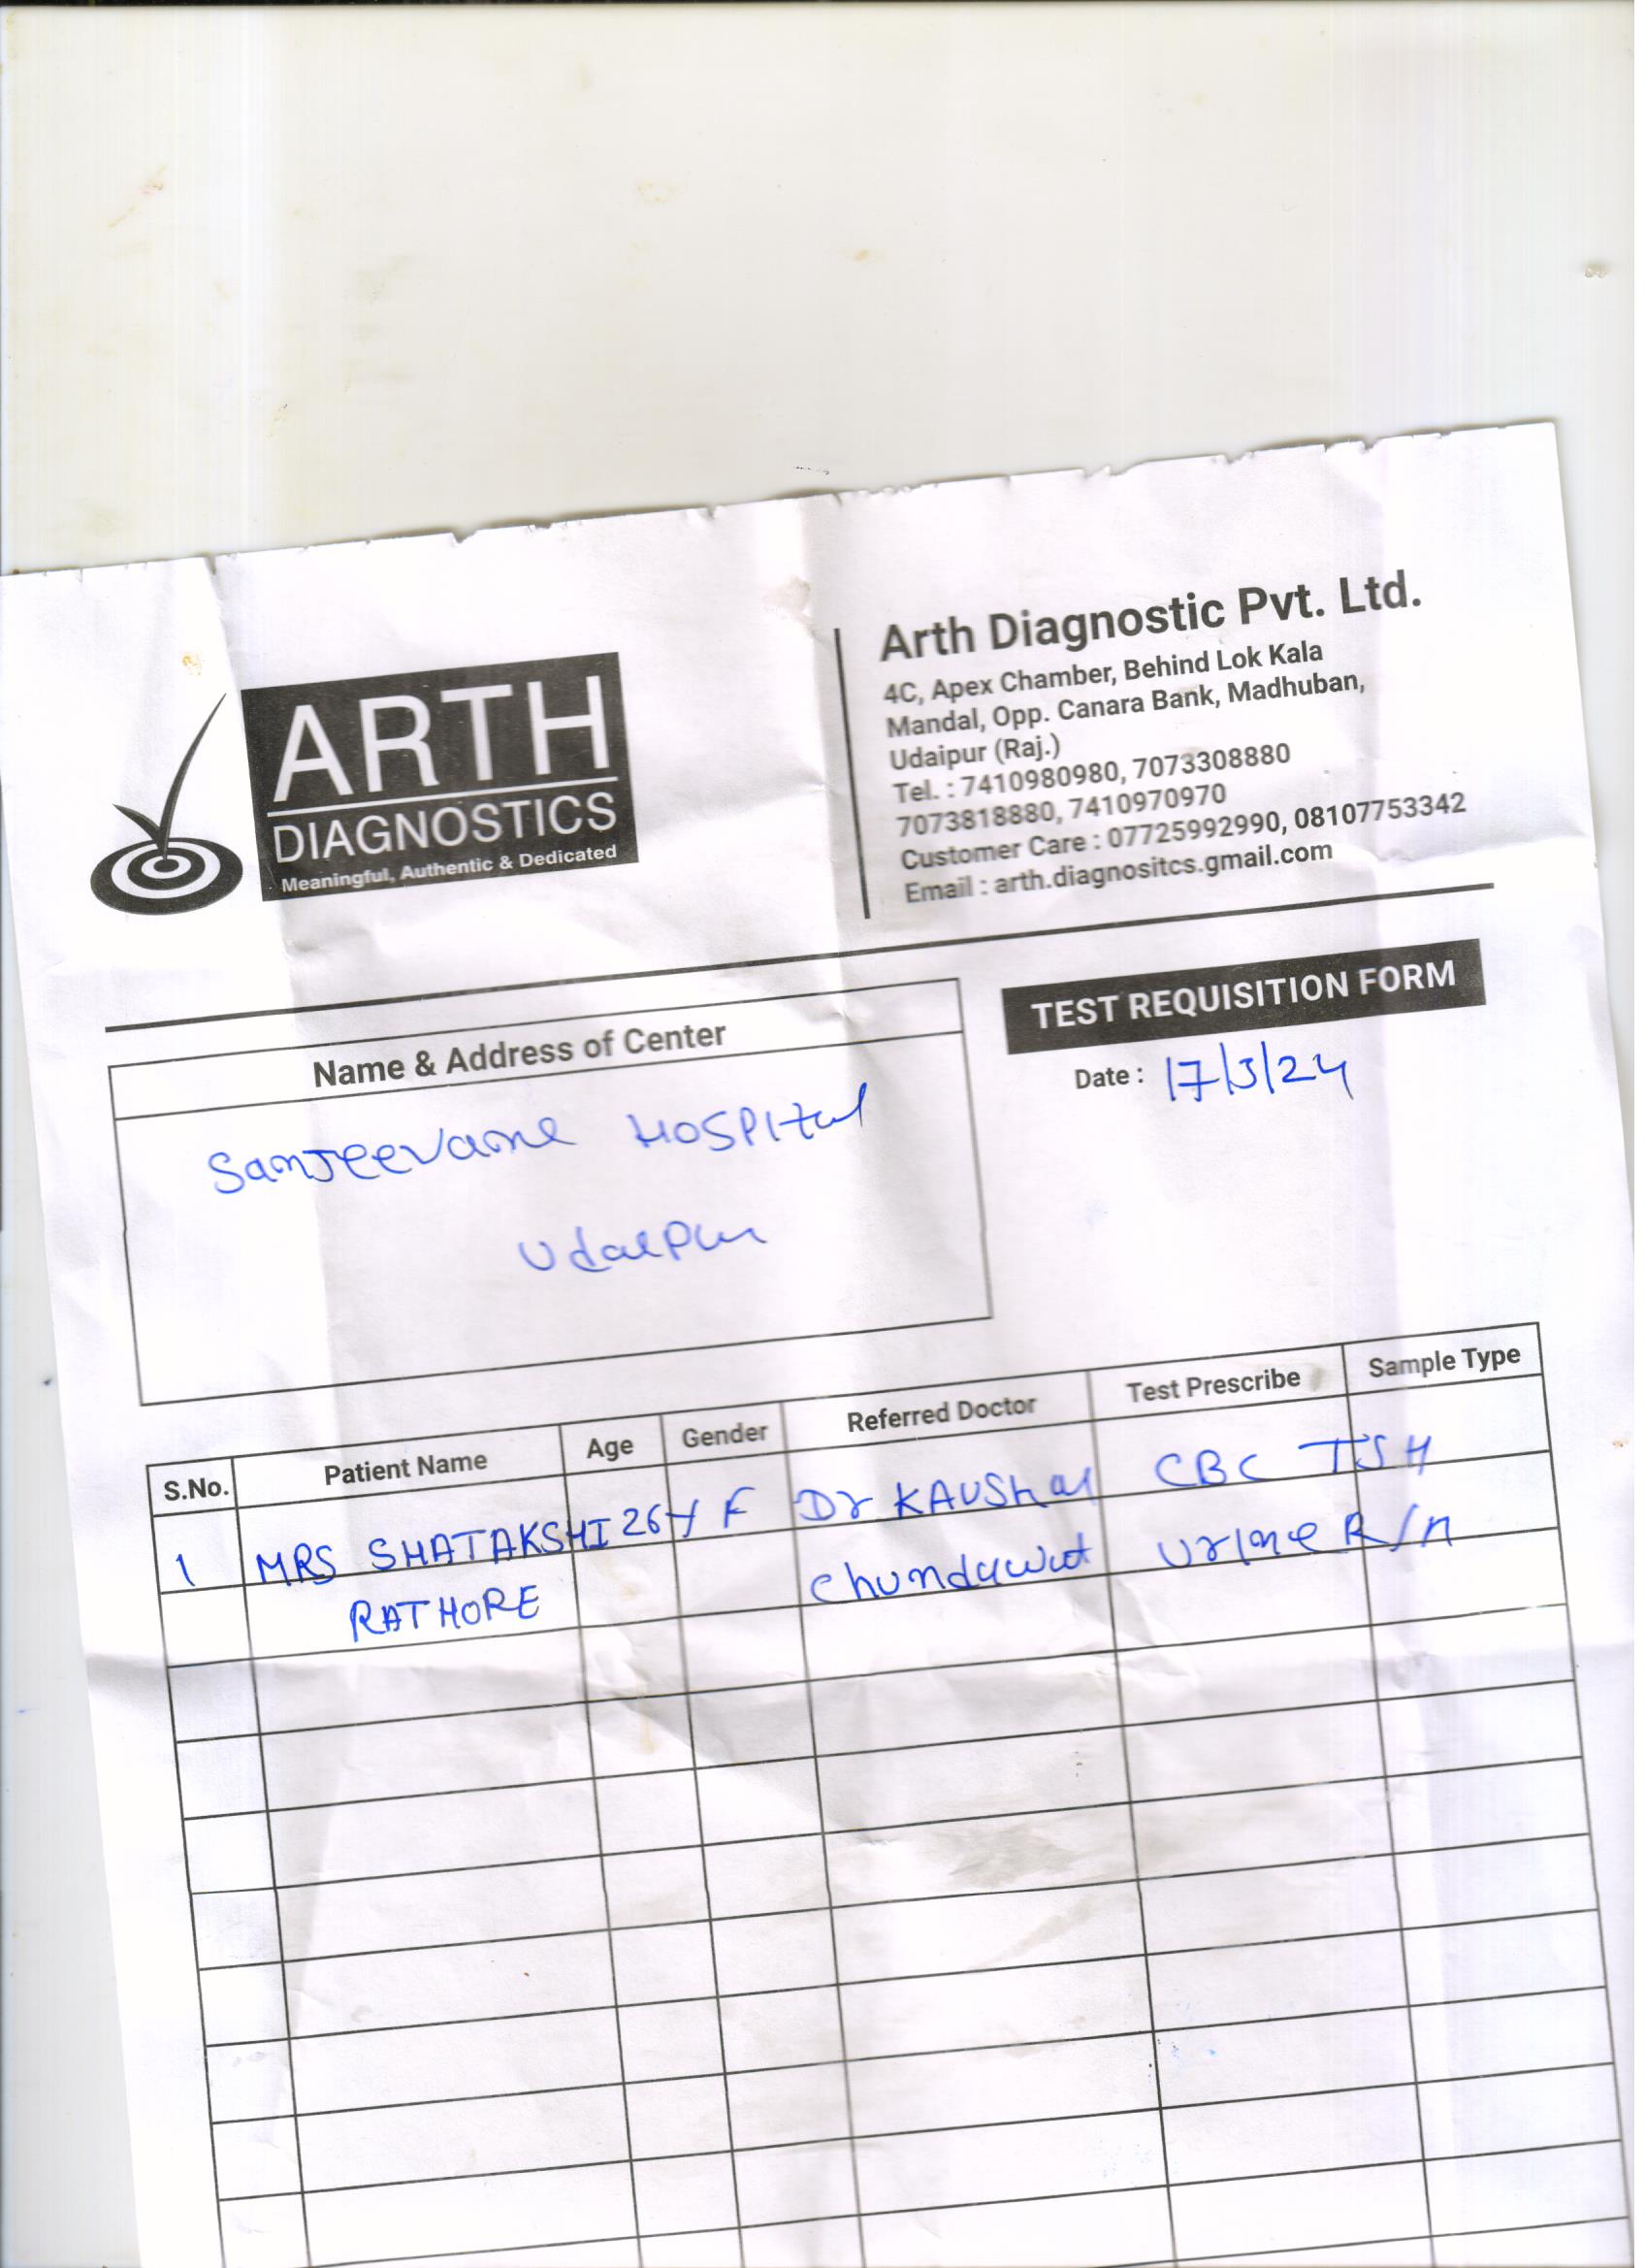 ARTH
DIAGNOSTICS
Meaningful, Authentic & Dedicated
Arth Diagnostic Pvt. Ltd.
4C, Apex Chamber, Behind Lok Kala
Mandal, Opp. Canara Bank, Madhuban,
Udaipur (Raj.)
Tel. : 7410980980, 7073308880
7073818880, 7410970970
Customer Care : 07725992990, 08107753342
Email : arth.diagnositcs.gmail.com
TEST REQUISITION FORM
Date : 17/3/24
Name & Address of Center
Sanjeevani HOSPItal
Udaipur
S.No. Patient Name Age Gender Referred Doctor Test Prescribe Sample Type
1 MRS SHATAKSHI 26Y F Dr KAUShal CBC TSH
RATHORE Chundawat Urine R/M